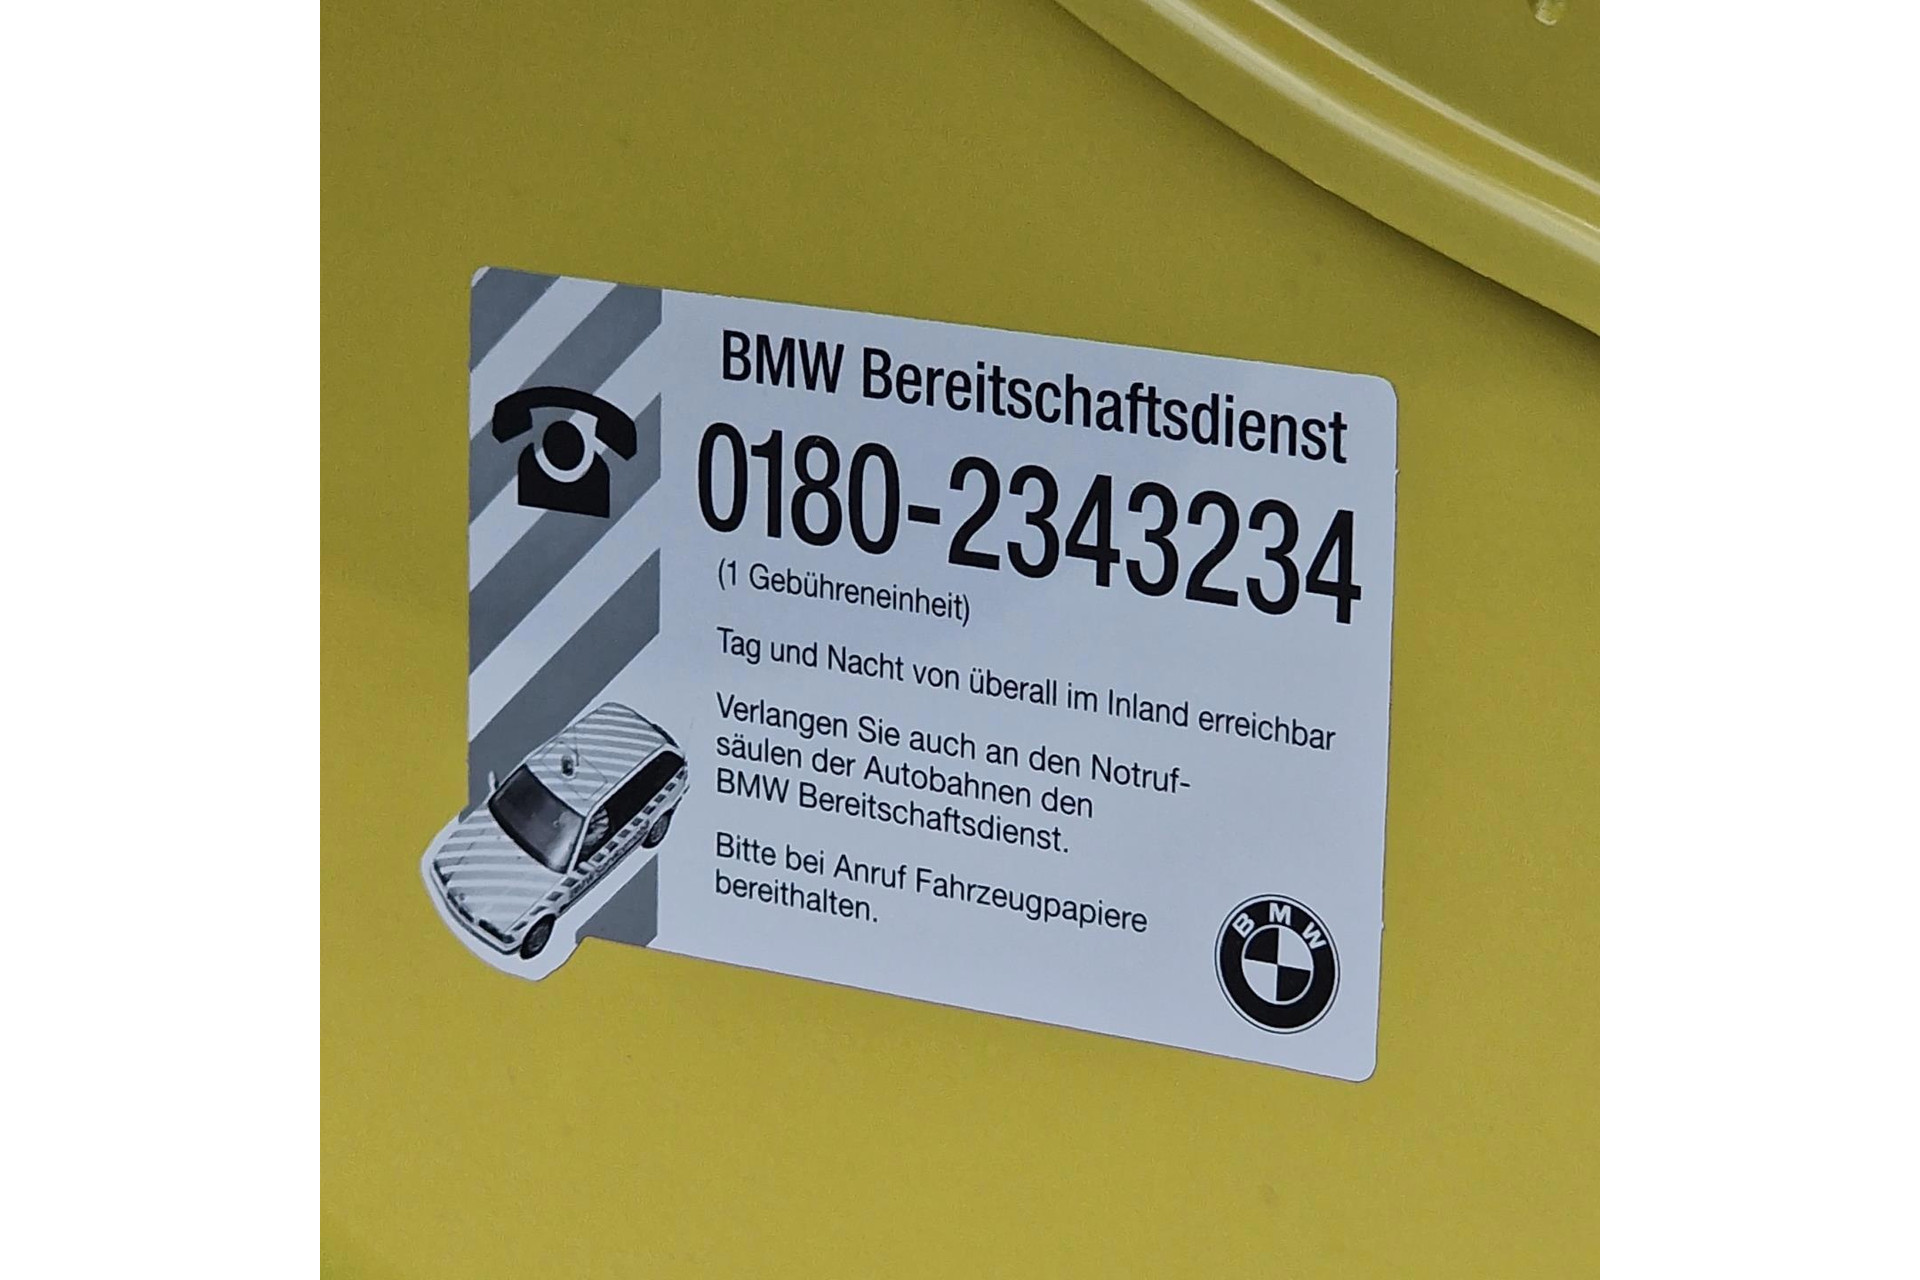 BMW Bereitschaftsdienst
0180-2343234
(1 Gebühreneinheit)
Tag und Nacht von überall im Inland erreichbar
Verlangen Sie auch an den Notruf-
säulen der Autobahnen den
BMW Bereitschaftsdienst.
Bitte bei Anruf Fahrzeugpapiere
bereithalten.
BMW